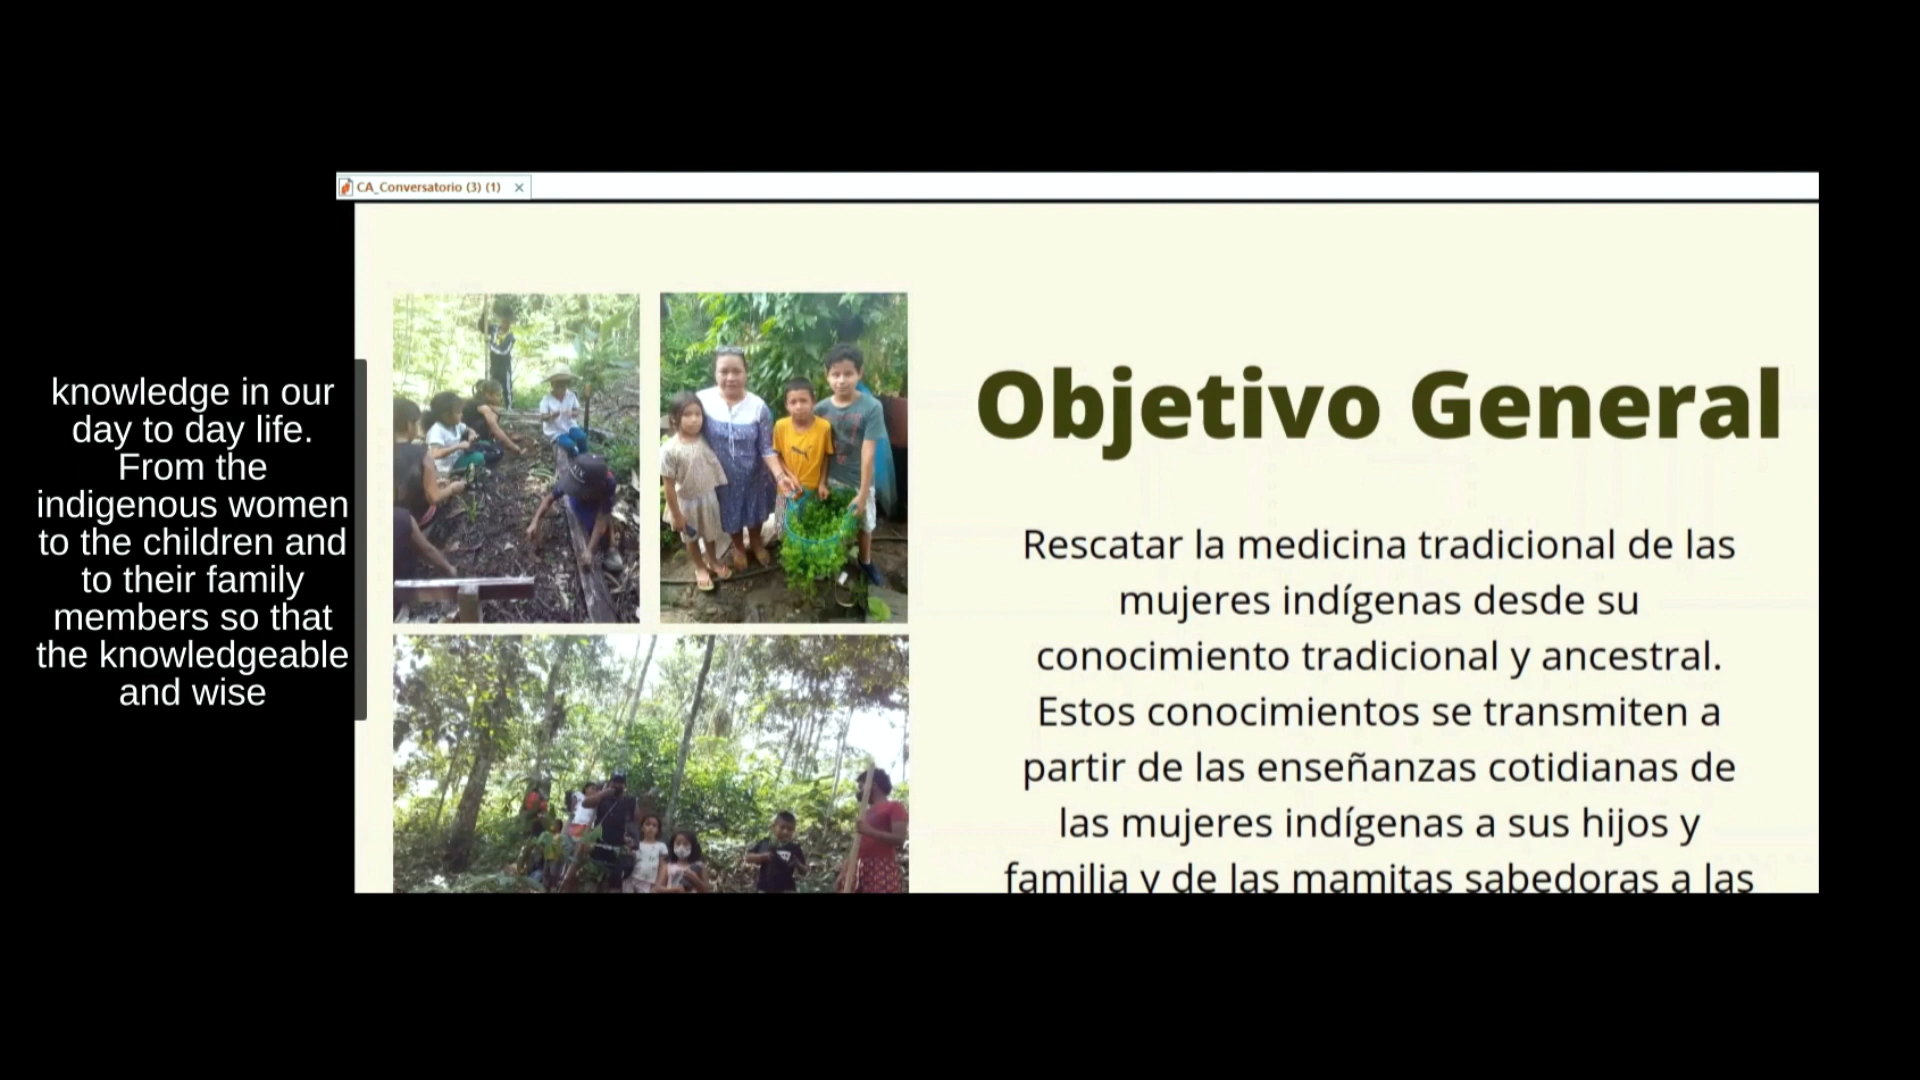 CA_Conversatorio (3) (1)
knowledge in our
day to day life.
From the
indigenous women
to the children and
to their family
members so that
the knowledgeable
and wise
Objetivo General
Rescatar la medicina tradicional de las
mujeres indígenas desde su
conocimiento tradicional y ancestral.
Estos conocimientos se transmiten a
partir de las enseñanzas cotidianas de
las mujeres indígenas a sus hijos y
familia y de las mamitas sabedoras a las